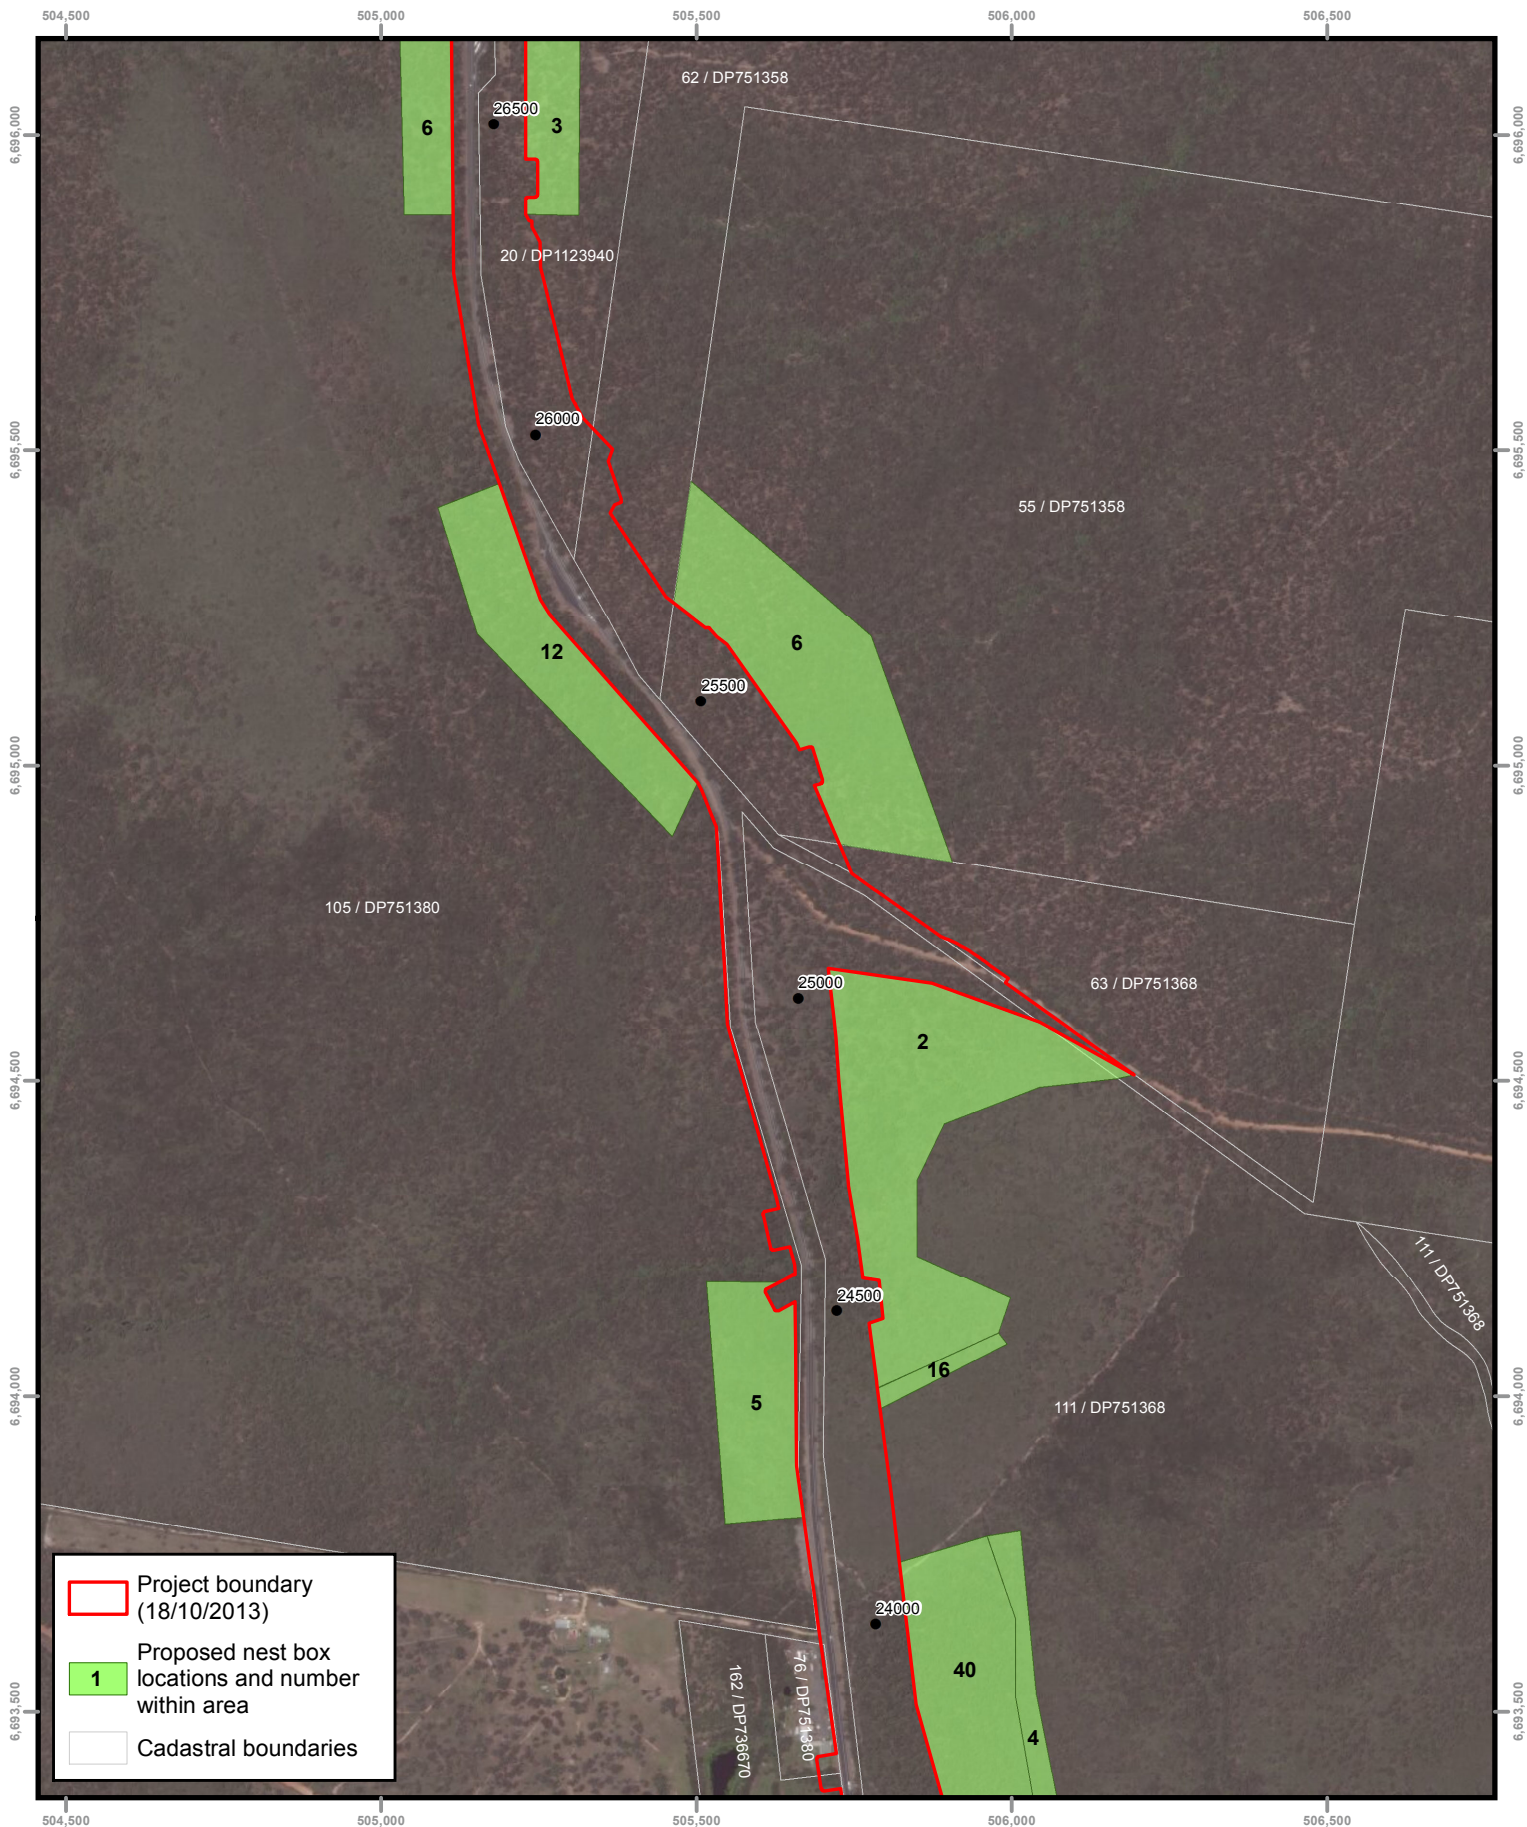 504,500
505,000
505,500
506,000
506,500
62 / DP751358
26500
6
3
6,696,000
6,696,000
20 / DP1123940
26000
6,695,500
6,695,500
55 / DP751358
6
12
25500
6,695,000
6,695,000
105 / DP751380
25000
63 / DP751368
2
6,694,500
6,694,500
111 / DP751368
24500
16
5
6,694,000
6,694,000
111 / DP751368
24000
40
162 / DP736670
76 / DP751380
4
6,693,500
6,693,500
Project boundary
(18/10/2013)
1
Proposed nest box
locations and number
within area
Cadastral boundaries
504,500
505,000
505,500
506,000
506,500